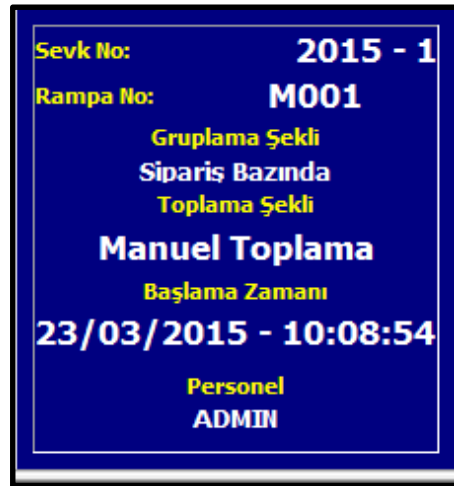 Sevk No: 2015 - 1
Rampa No: M001
Gruplama Şekli
Sipariş Bazında
Toplama Şekli
Manuel Toplama
Başlama Zamanı
23/03/2015 - 10:08:54
Personel
ADMIN